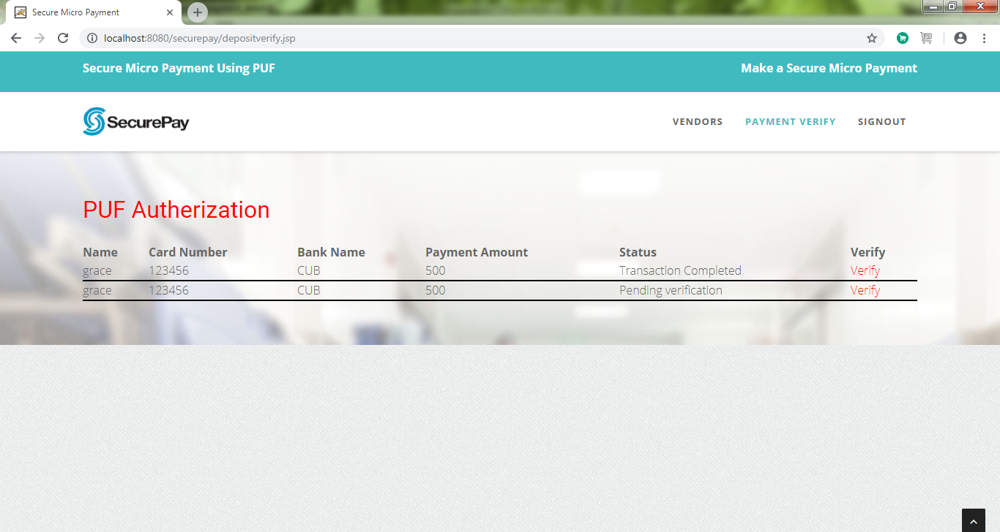 Secure Micro Payment
localhost:8080/securepay/depositverify.jsp
Secure Micro Payment Using PUF Make a Secure Micro Payment
SecurePay VENDORS PAYMENT VERIFY SIGNOUT
PUF Autherization
Name Card Number Bank Name Payment Amount Status Verify
grace 123456 CUB 500 Transaction Completed Verify
grace 123456 CUB 500 Pending verification Verify